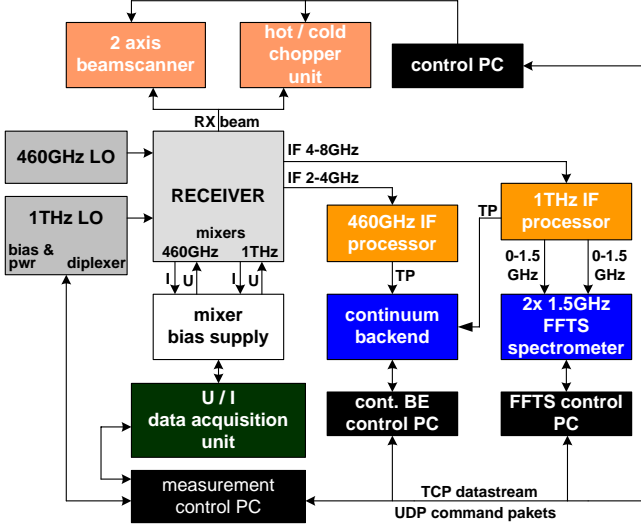 2 axis
beamscanner
hot / cold
chopper
unit
control PC
RX beam
460GHz LO
1THz LO
bias &
pwr
diplexer
RECEIVER
mixers
460GHz
1THz
IF 4-8GHz
IF 2-4GHz
460GHz IF
processor
1THz IF
processor
TP
TP
0-1.5
GHz
0-1.5
GHz
I
U
I
U
mixer
bias supply
continuum
backend
2x 1.5GHz
FFTS
spectrometer
U / I
data acquisition
unit
cont. BE
control PC
FFTS control
PC
measurement
control PC
TCP datastream
UDP command pakets